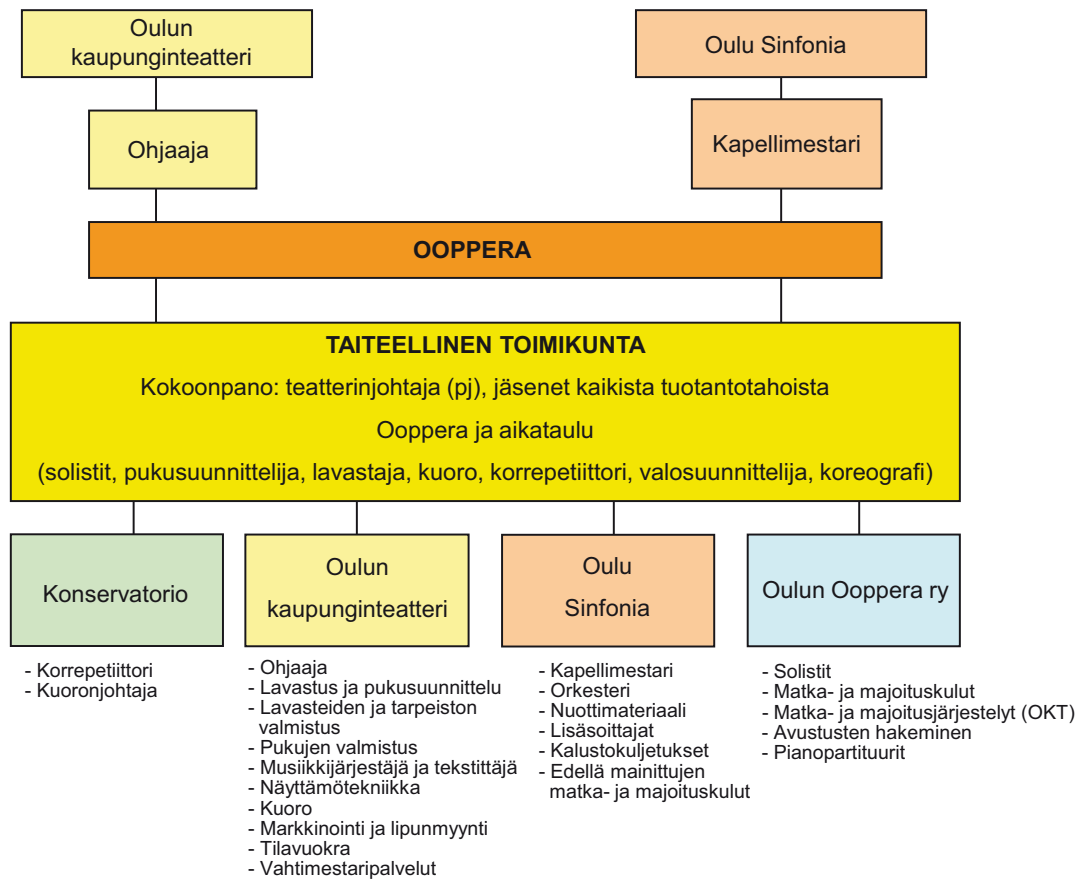 Oulun
kaupunginteatteri
Oulu Sinfonia
Ohjaaja
Kapellimestari
OOPPERA
TAITEELLINEN TOIMIKUNTA
Kokoonpano: teatterinjohtaja (pj), jäsenet kaikista tuotantotahoista
Ooppera ja aikataulu
(solistit, pukusuunnittelija, lavastaja, kuoro, korrepetiittori, valosuunnittelija, koreografi)
Konservatorio
- Korrepetiittori
- Kuoronjohtaja
Oulun
kaupunginteatteri
- Ohjaaja
- Lavastus ja pukusuunnittelu
- Lavasteiden ja tarpeiston
valmistus
- Pukujen valmistus
- Musiikkijärjestäjä ja tekstittäjä
- Näyttämötekniikka
- Kuoro
- Markkinointi ja lipunmyynti
- Tilavuokra
- Vahtimestaripalvelut
Oulu
Sinfonia
- Kapellimestari
- Orkesteri
- Nuottimateriaali
- Lisäsoittajat
- Kalustokuljetukset
- Edellä mainittujen
matka- ja majoituskulut
Oulun Ooppera ry
- Solistit
- Matka- ja majoituskulut
- Matka- ja majoitusjärjestelyt (OKT)
- Avustusten hakeminen
- Pianopartituurit